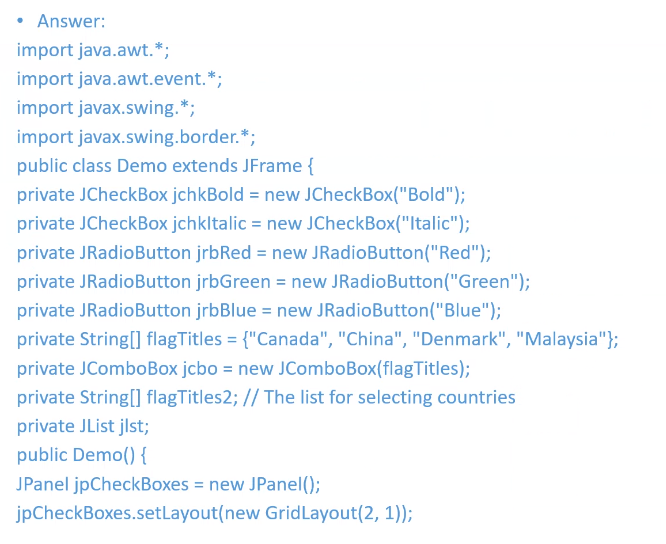 • Answer:
import java.awt.*;
import java.awt.event.*;
import javax.swing.*;
import javax.swing.border.*;
public class Demo extends JFrame {
private JCheckBox jchkBold = new JCheckBox("Bold");
private JCheckBox jchkItalic = new JCheckBox("Italic");
private JRadioButton jrbRed = new JRadioButton("Red");
private JRadioButton jrbGreen = new JRadioButton("Green");
private JRadioButton jrbBlue = new JRadioButton("Blue");
private String[] flagTitles = {"Canada", "China", "Denmark", "Malaysia"};
private JComboBox jcbo = new JComboBox(flagTitles);
private String[] flagTitles2; // The list for selecting countries
private JList jlst;
public Demo() {
JPanel jpCheckBoxes = new JPanel();
jpCheckBoxes.setLayout(new GridLayout(2, 1));